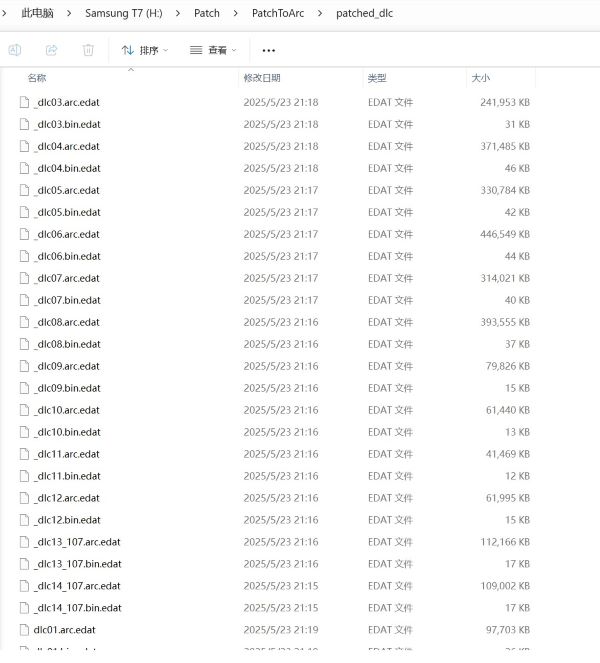 此电脑 > Samsung T7 (H:) > Patch > PatchToArc > patched_dlc
排序 查看
名称 修改日期 类型 大小
_dlc03.arc.edat 2025/5/23 21:18 EDAT 文件 241,953 KB
_dlc03.bin.edat 2025/5/23 21:18 EDAT 文件 31 KB
_dlc04.arc.edat 2025/5/23 21:18 EDAT 文件 371,485 KB
_dlc04.bin.edat 2025/5/23 21:18 EDAT 文件 46 KB
_dlc05.arc.edat 2025/5/23 21:17 EDAT 文件 330,784 KB
_dlc05.bin.edat 2025/5/23 21:17 EDAT 文件 42 KB
_dlc06.arc.edat 2025/5/23 21:17 EDAT 文件 446,549 KB
_dlc06.bin.edat 2025/5/23 21:17 EDAT 文件 44 KB
_dlc07.arc.edat 2025/5/23 21:17 EDAT 文件 314,021 KB
_dlc07.bin.edat 2025/5/23 21:17 EDAT 文件 40 KB
_dlc08.arc.edat 2025/5/23 21:16 EDAT 文件 393,555 KB
_dlc08.bin.edat 2025/5/23 21:16 EDAT 文件 37 KB
_dlc09.arc.edat 2025/5/23 21:16 EDAT 文件 79,826 KB
_dlc09.bin.edat 2025/5/23 21:16 EDAT 文件 15 KB
_dlc10.arc.edat 2025/5/23 21:16 EDAT 文件 61,440 KB
_dlc10.bin.edat 2025/5/23 21:16 EDAT 文件 13 KB
_dlc11.arc.edat 2025/5/23 21:16 EDAT 文件 41,469 KB
_dlc11.bin.edat 2025/5/23 21:16 EDAT 文件 12 KB
_dlc12.arc.edat 2025/5/23 21:16 EDAT 文件 61,995 KB
_dlc12.bin.edat 2025/5/23 21:16 EDAT 文件 15 KB
_dlc13_107.arc.edat 2025/5/23 21:16 EDAT 文件 112,166 KB
_dlc13_107.bin.edat 2025/5/23 21:16 EDAT 文件 17 KB
_dlc14_107.arc.edat 2025/5/23 21:15 EDAT 文件 109,002 KB
_dlc14_107.bin.edat 2025/5/23 21:15 EDAT 文件 17 KB
dlc01.arc.edat 2025/5/23 21:19 EDAT 文件 97,703 KB